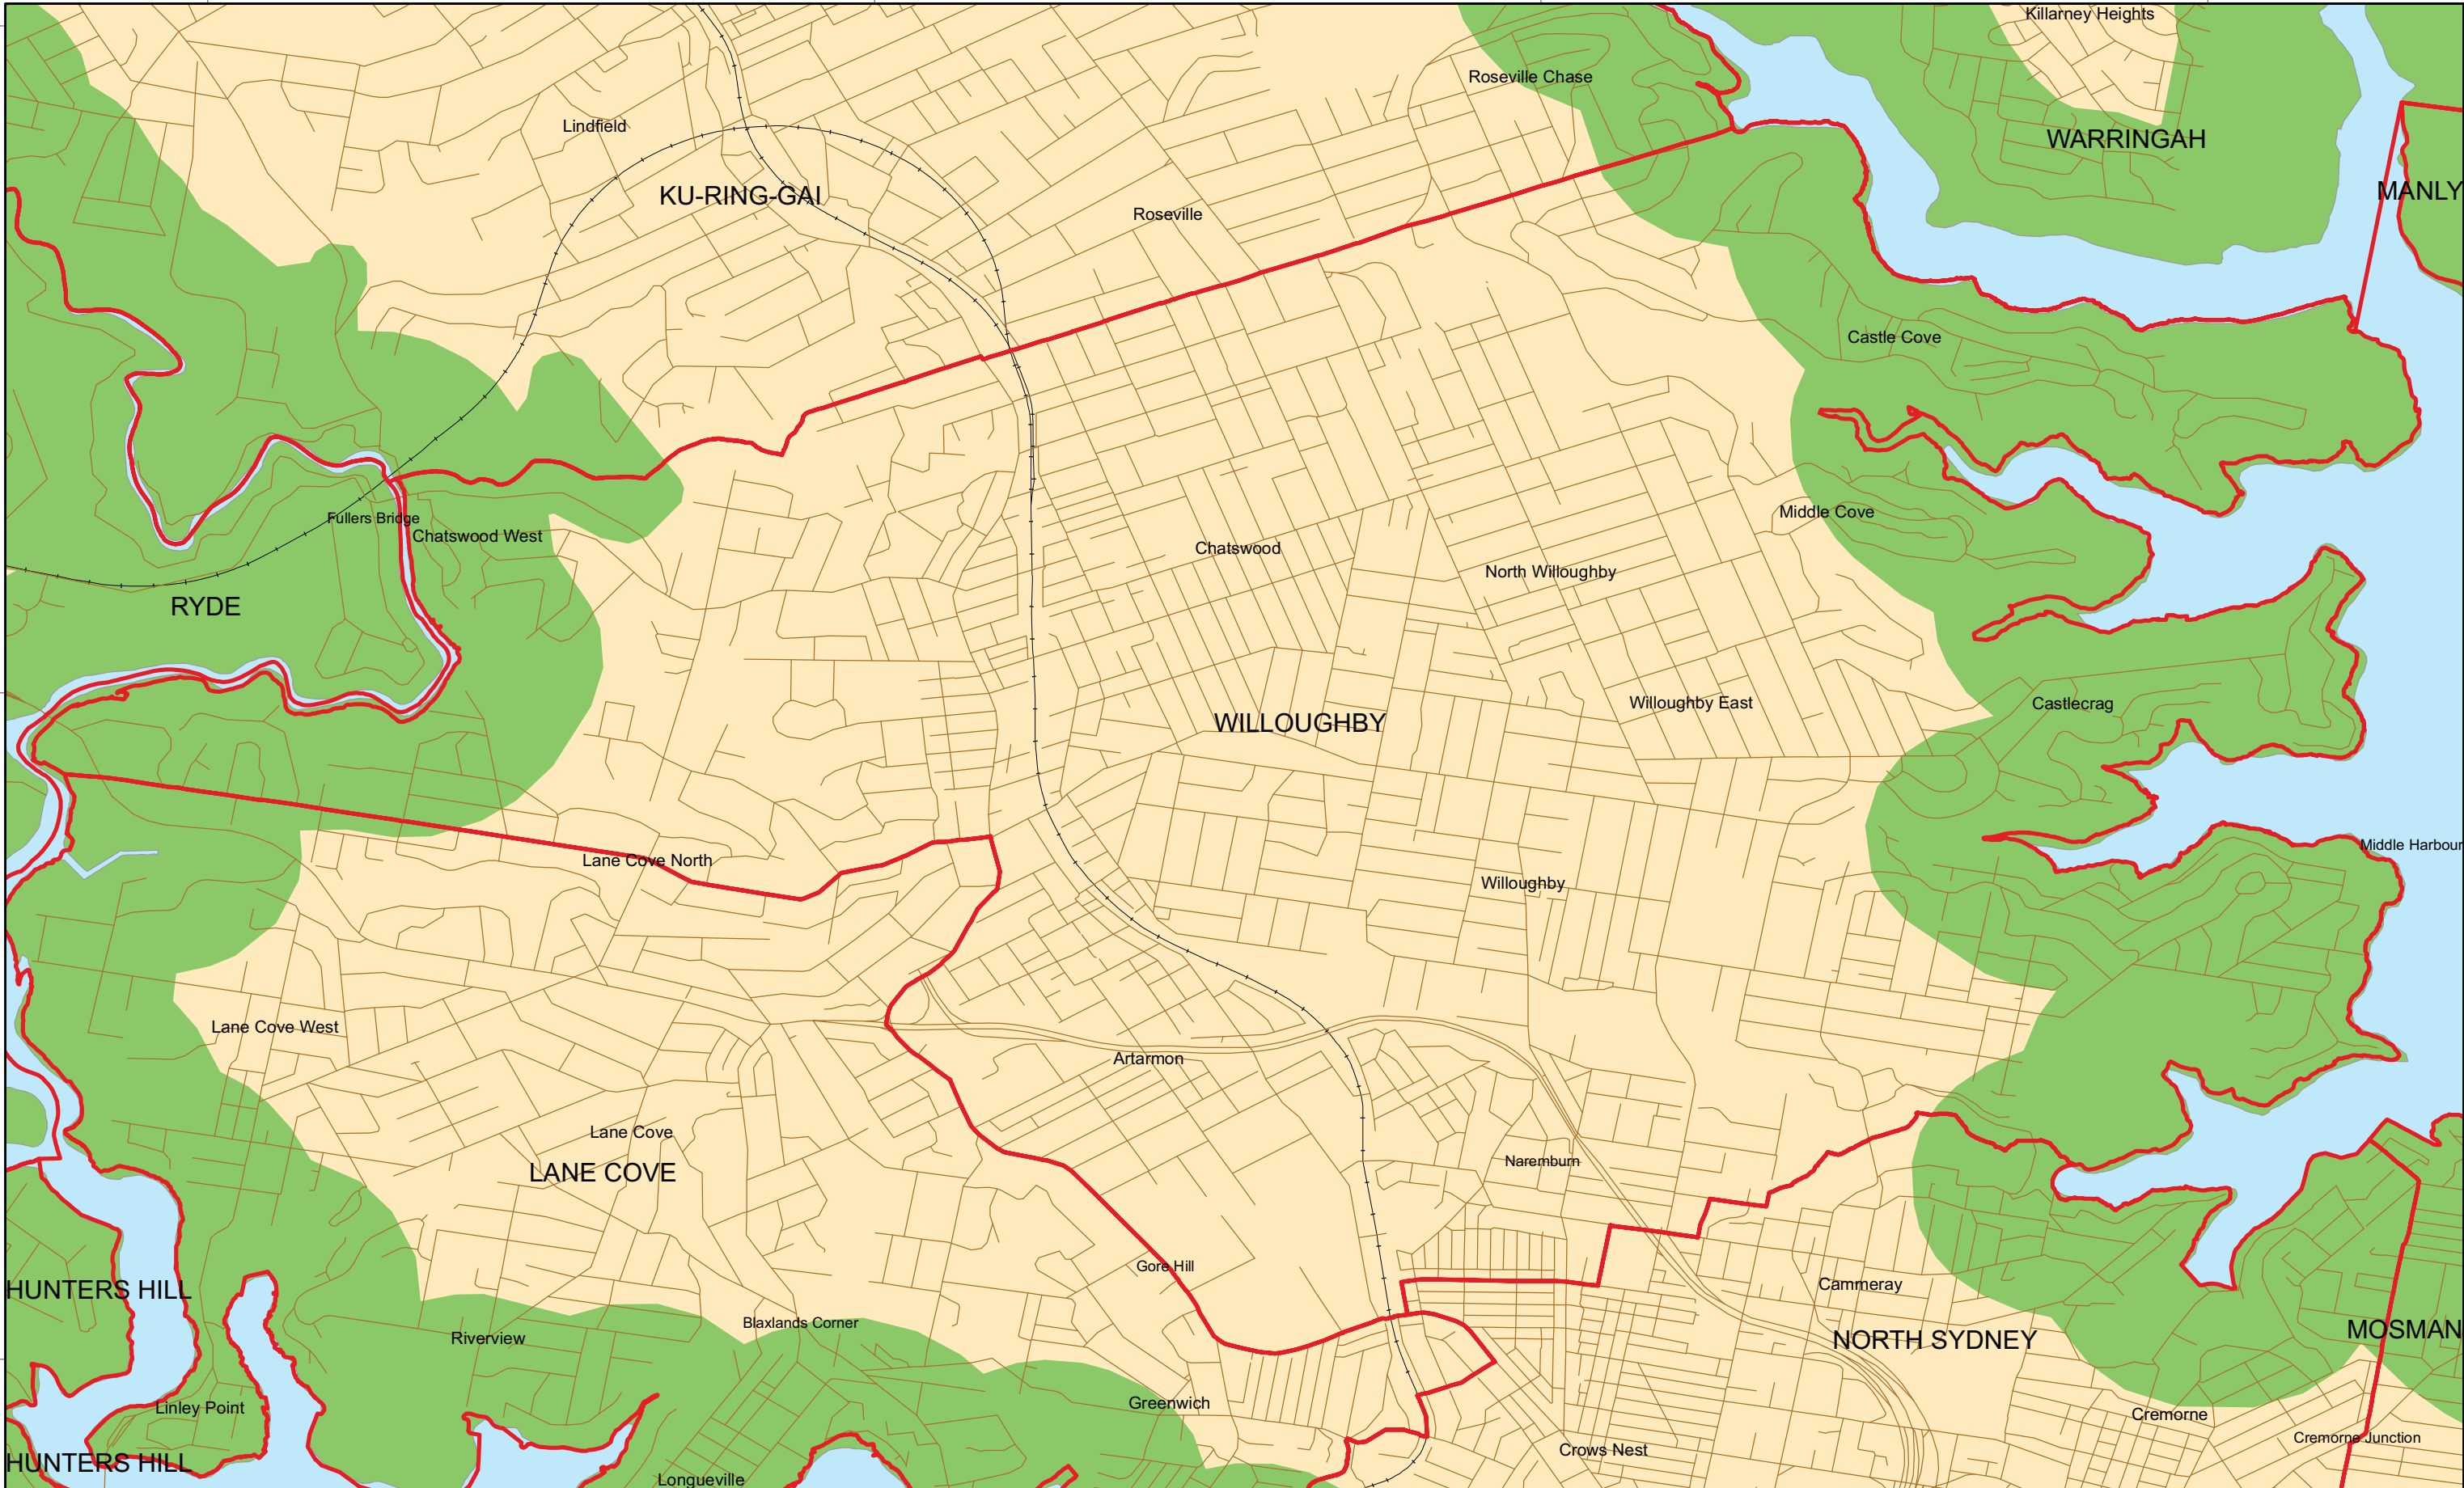 Killarney Heights
Roseville Chase
Lindfield
WARRINGAH
KU-RING-GAI
MANLY
Roseville
Castle Cove
Middle Cove
Fullers Bridge
Chatswood West
Chatswood
North Willoughby
RYDE
Willoughby East
Castlecrag
WILLOUGHBY
Middle Harbour
Lane Cove North
Willoughby
Lane Cove West
Artarmon
Lane Cove
Naremburn
LANE COVE
Gore Hill
Cammeray
HUNTERS HILL
Blaxlands Corner
MOSMAN
Riverview
NORTH SYDNEY
Greenwich
Linley Point
Cremorne
Cremorne Junction
Crows Nest
HUNTERS HILL
Longueville